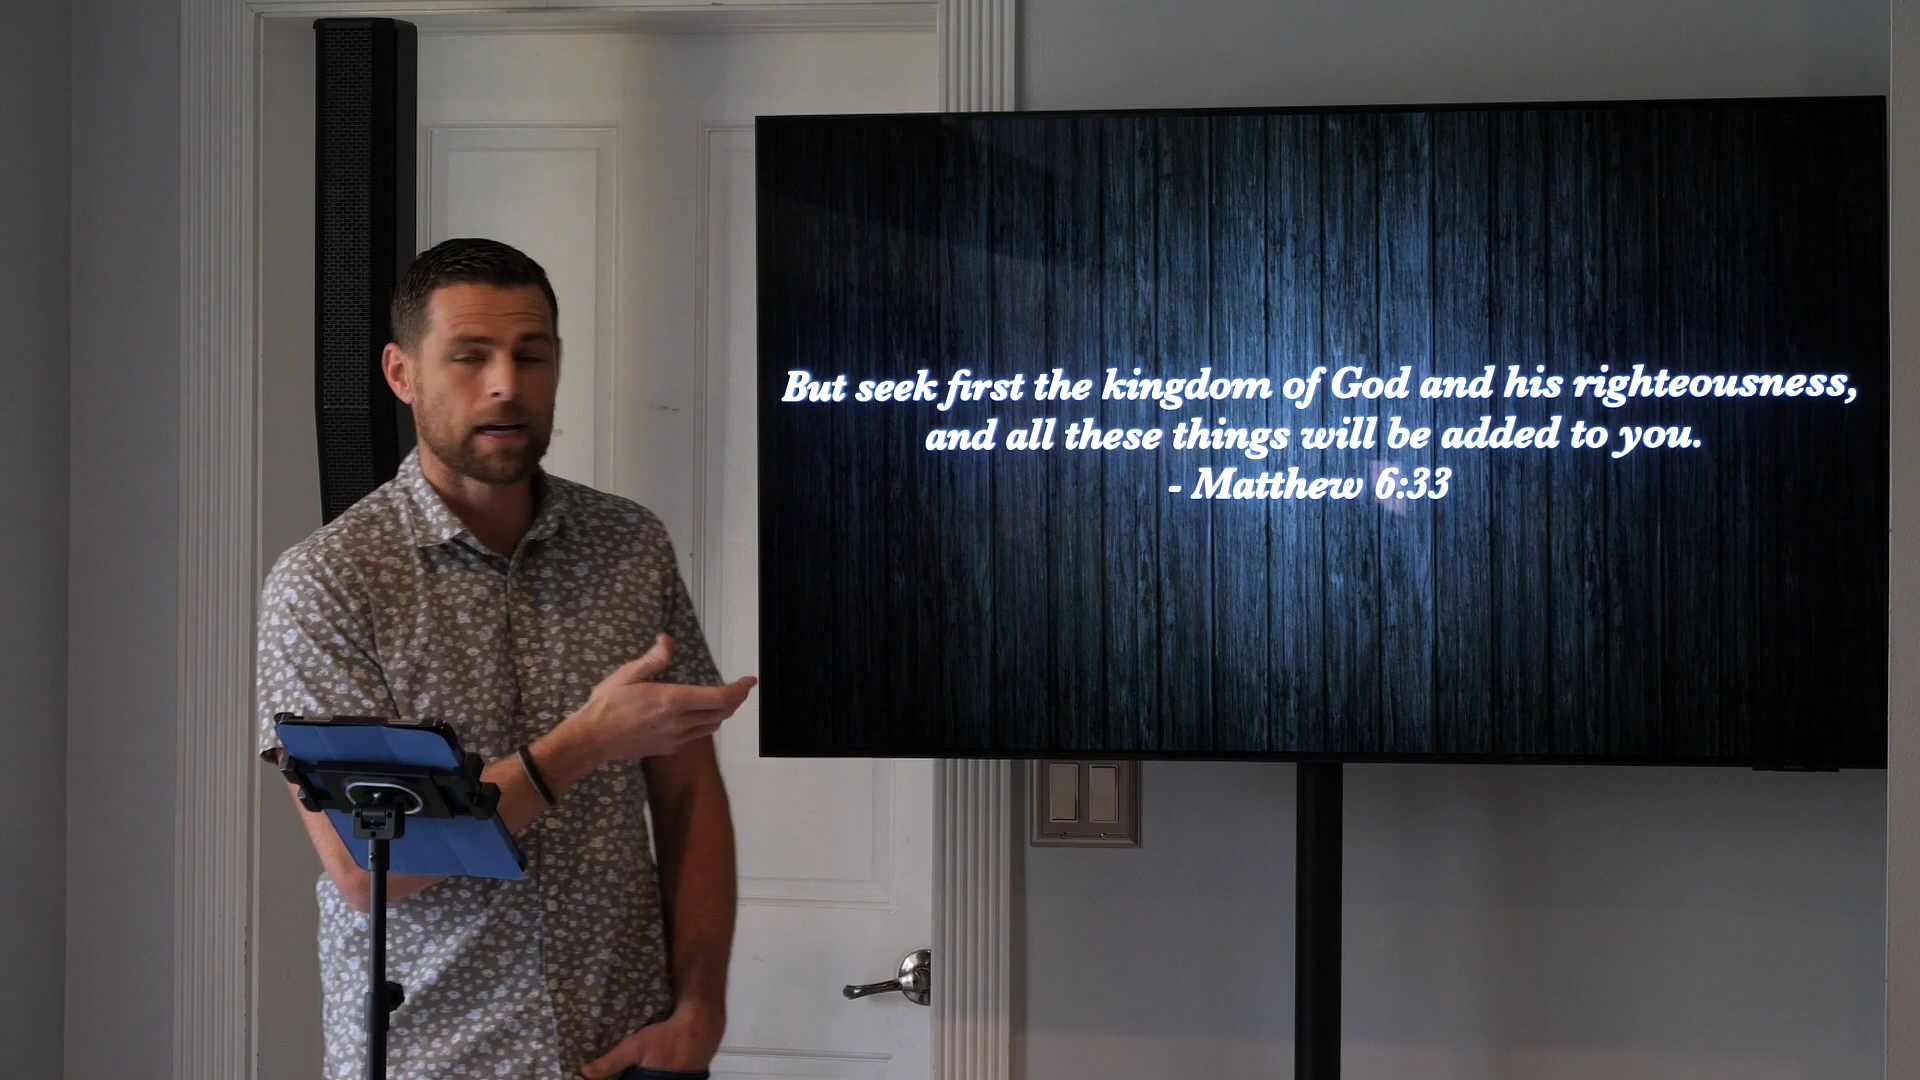 But seek first the kingdom of God and his righteousness,
and all these things will be added to you.
- Matthew 6:33